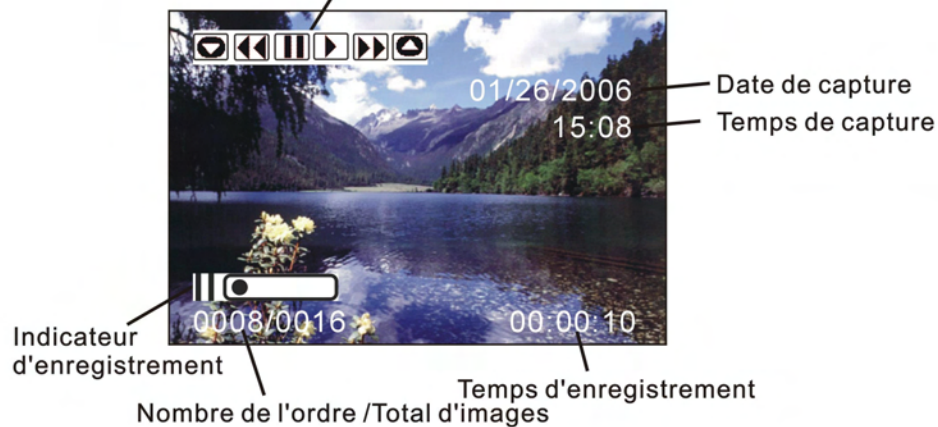 01/26/2006
Date de capture
15:08
Temps de capture
0008/0016
00:00:10
Indicateur
d'enregistrement
Temps d'enregistrement
Nombre de l'ordre /Total d'images